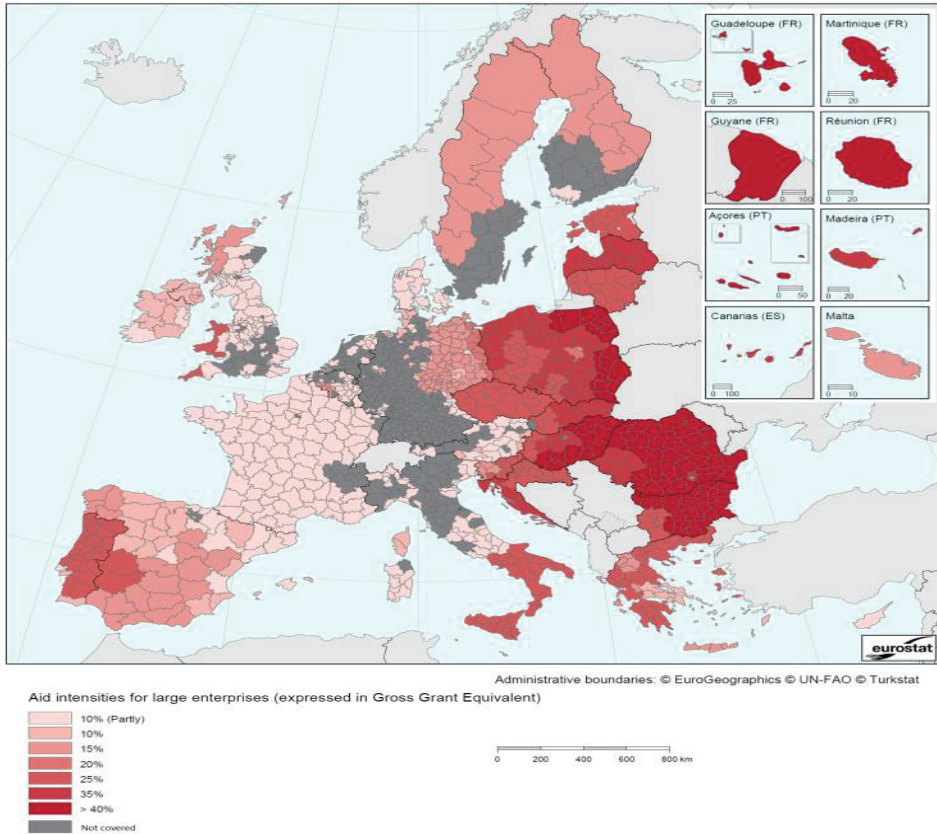 Guadeloupe (FR)
0 25
Martinique (FR)
0 20
Guyane (FR)
0 100
Réunion (FR)
0 20
Açores (PT)
0 50
Madeira (PT)
0 20
Canarias (ES)
0 100
Malta
0 10
eurostat
Administrative boundaries: © EuroGeographics © UN-FAO © Turkstat
Aid intensities for large enterprises (expressed in Gross Grant Equivalent)
10% (Partly)
10%
15%
20%
25%
35%
> 40%
Not covered
0 200 400 600 800 km